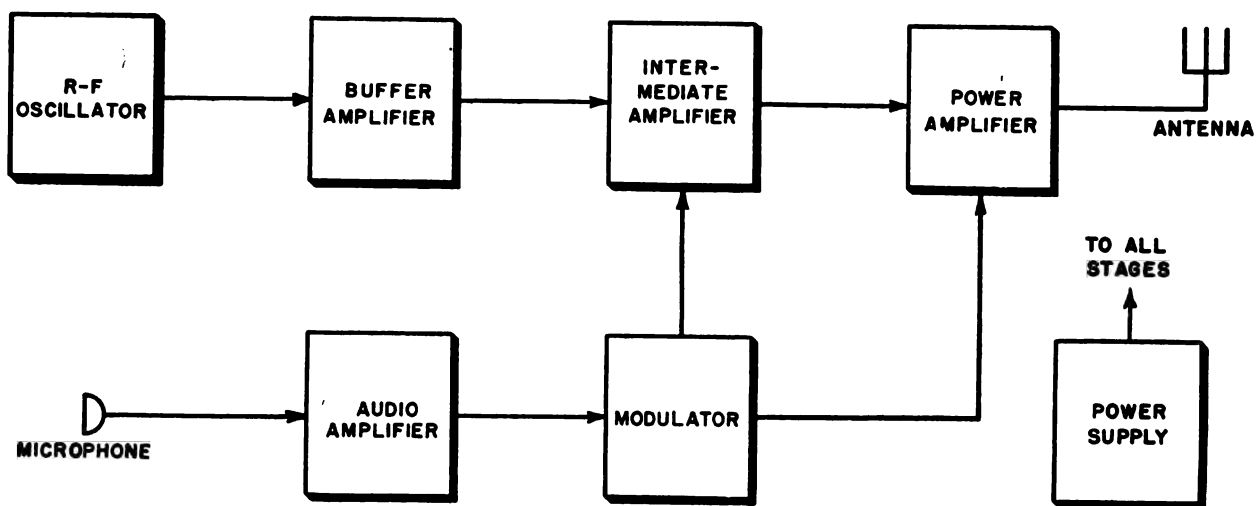 R-F
OSCILLATOR
BUFFER
AMPLIFIER
INTER-
MEDIATE
AMPLIFIER
POWER
AMPLIFIER
ANTENNA
TO ALL
STAGES
MICROPHONE
AUDIO
AMPLIFIER
MODULATOR
POWER
SUPPLY